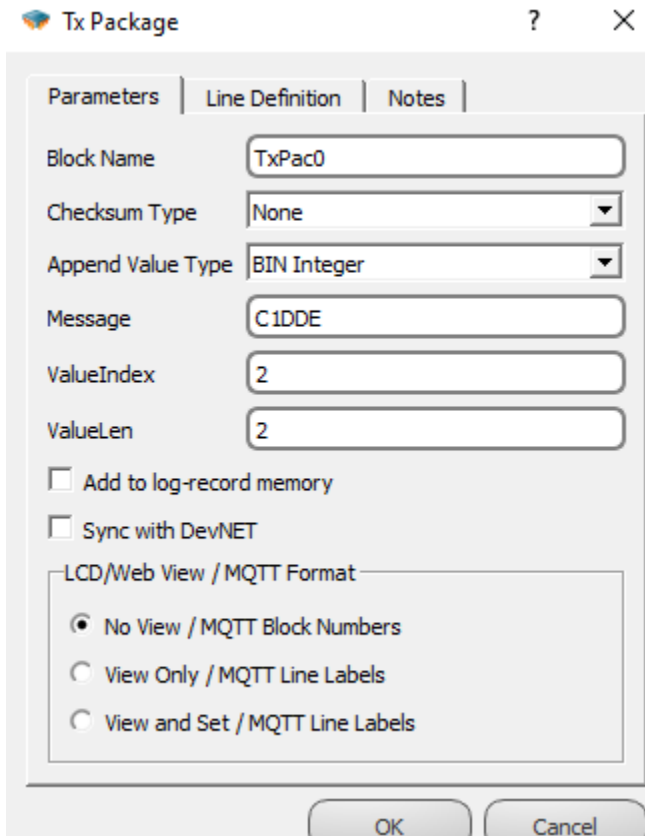 Tx Package ? X
Parameters Line Definition Notes
Block Name TxPac0
Checksum Type None
Append Value Type BIN Integer
Message C1DDE
ValueIndex 2
ValueLen 2
Add to log-record memory
Sync with DevNET
LCD/Web View / MQTT Format
No View / MQTT Block Numbers
View Only / MQTT Line Labels
View and Set / MQTT Line Labels
OK Cancel